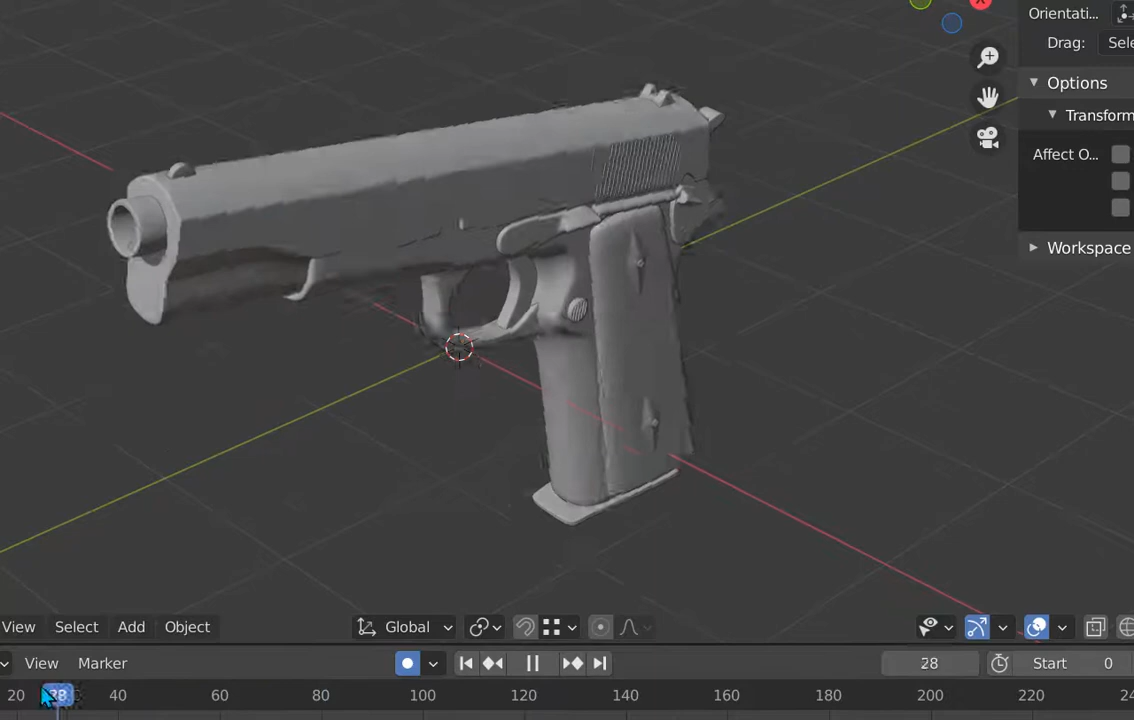 Orientati...
Drag: Sele
Options
Transform
Affect O...
Workspace
View Select Add Object Global
View Marker 28 Start 0
20 28 40 60 80 100 120 140 160 180 200 220 24